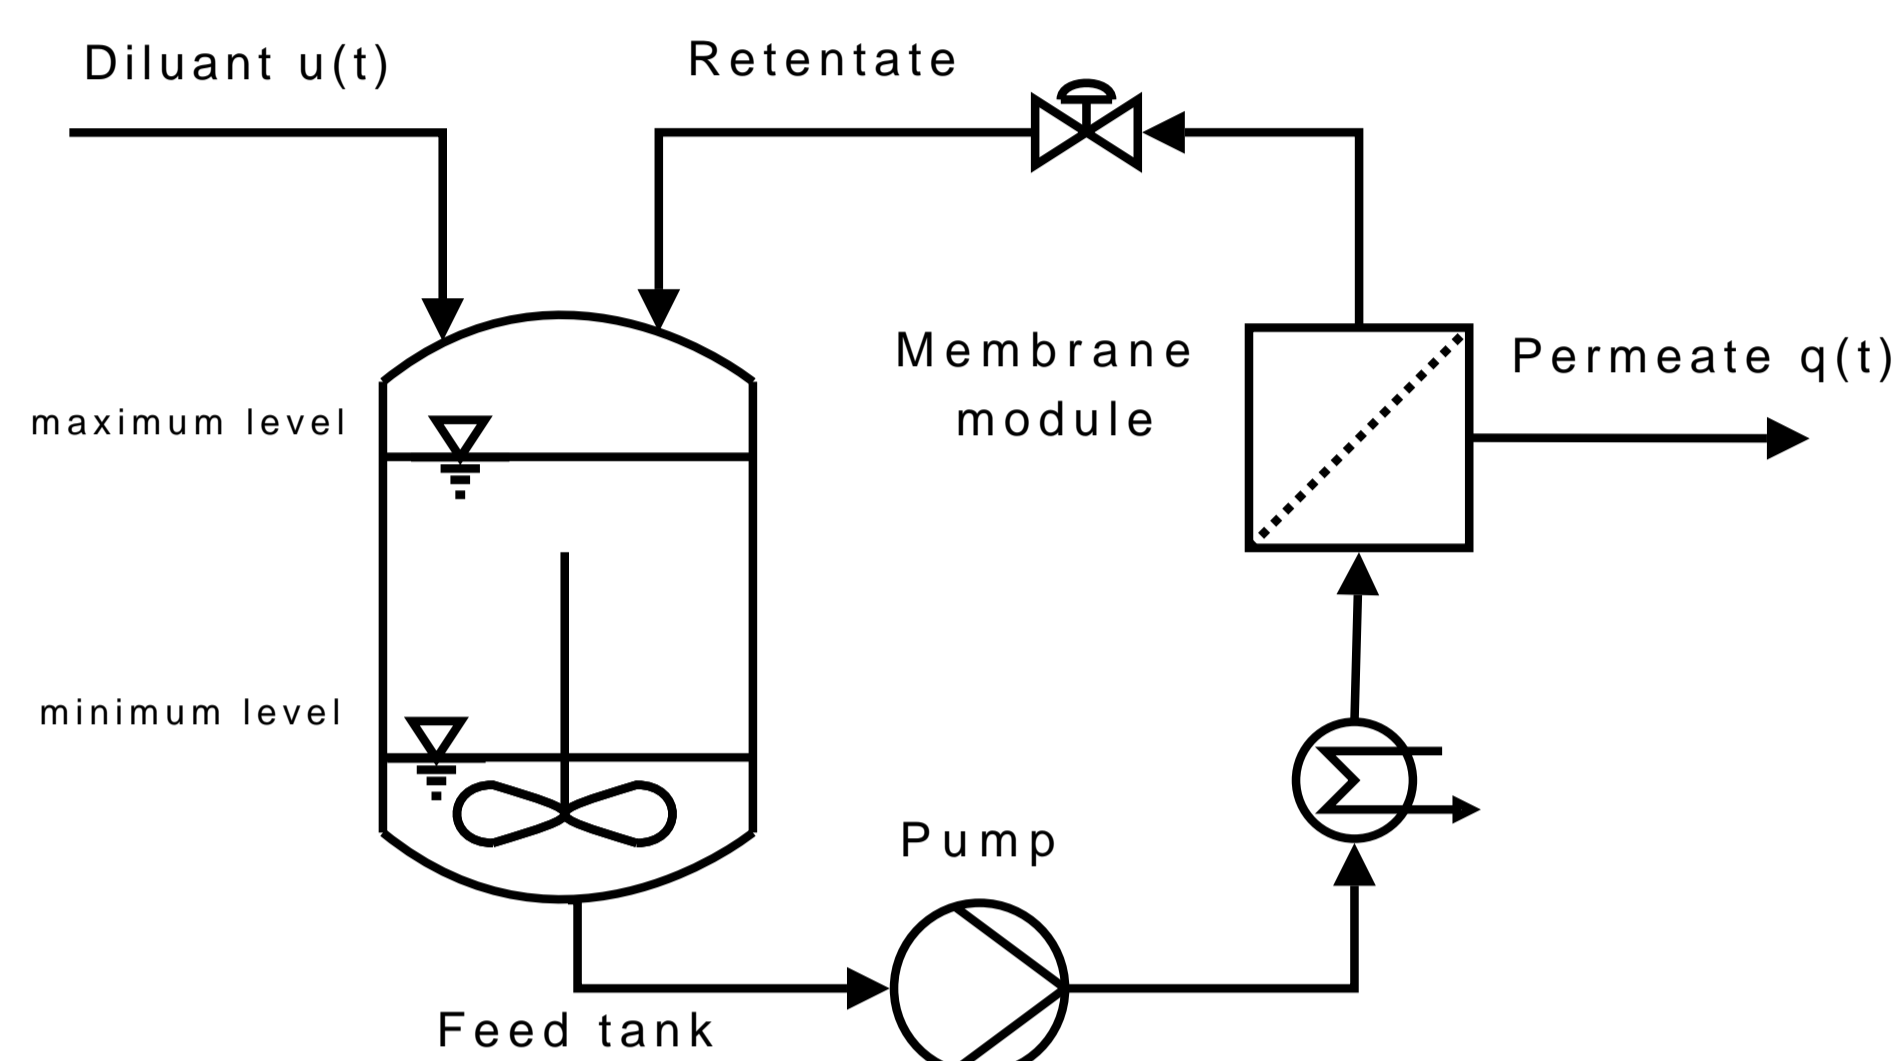 Diluant u(t)
Retentate
Membrane
module
Permeate q(t)
maximum level
minimum level
Pump
Feed tank